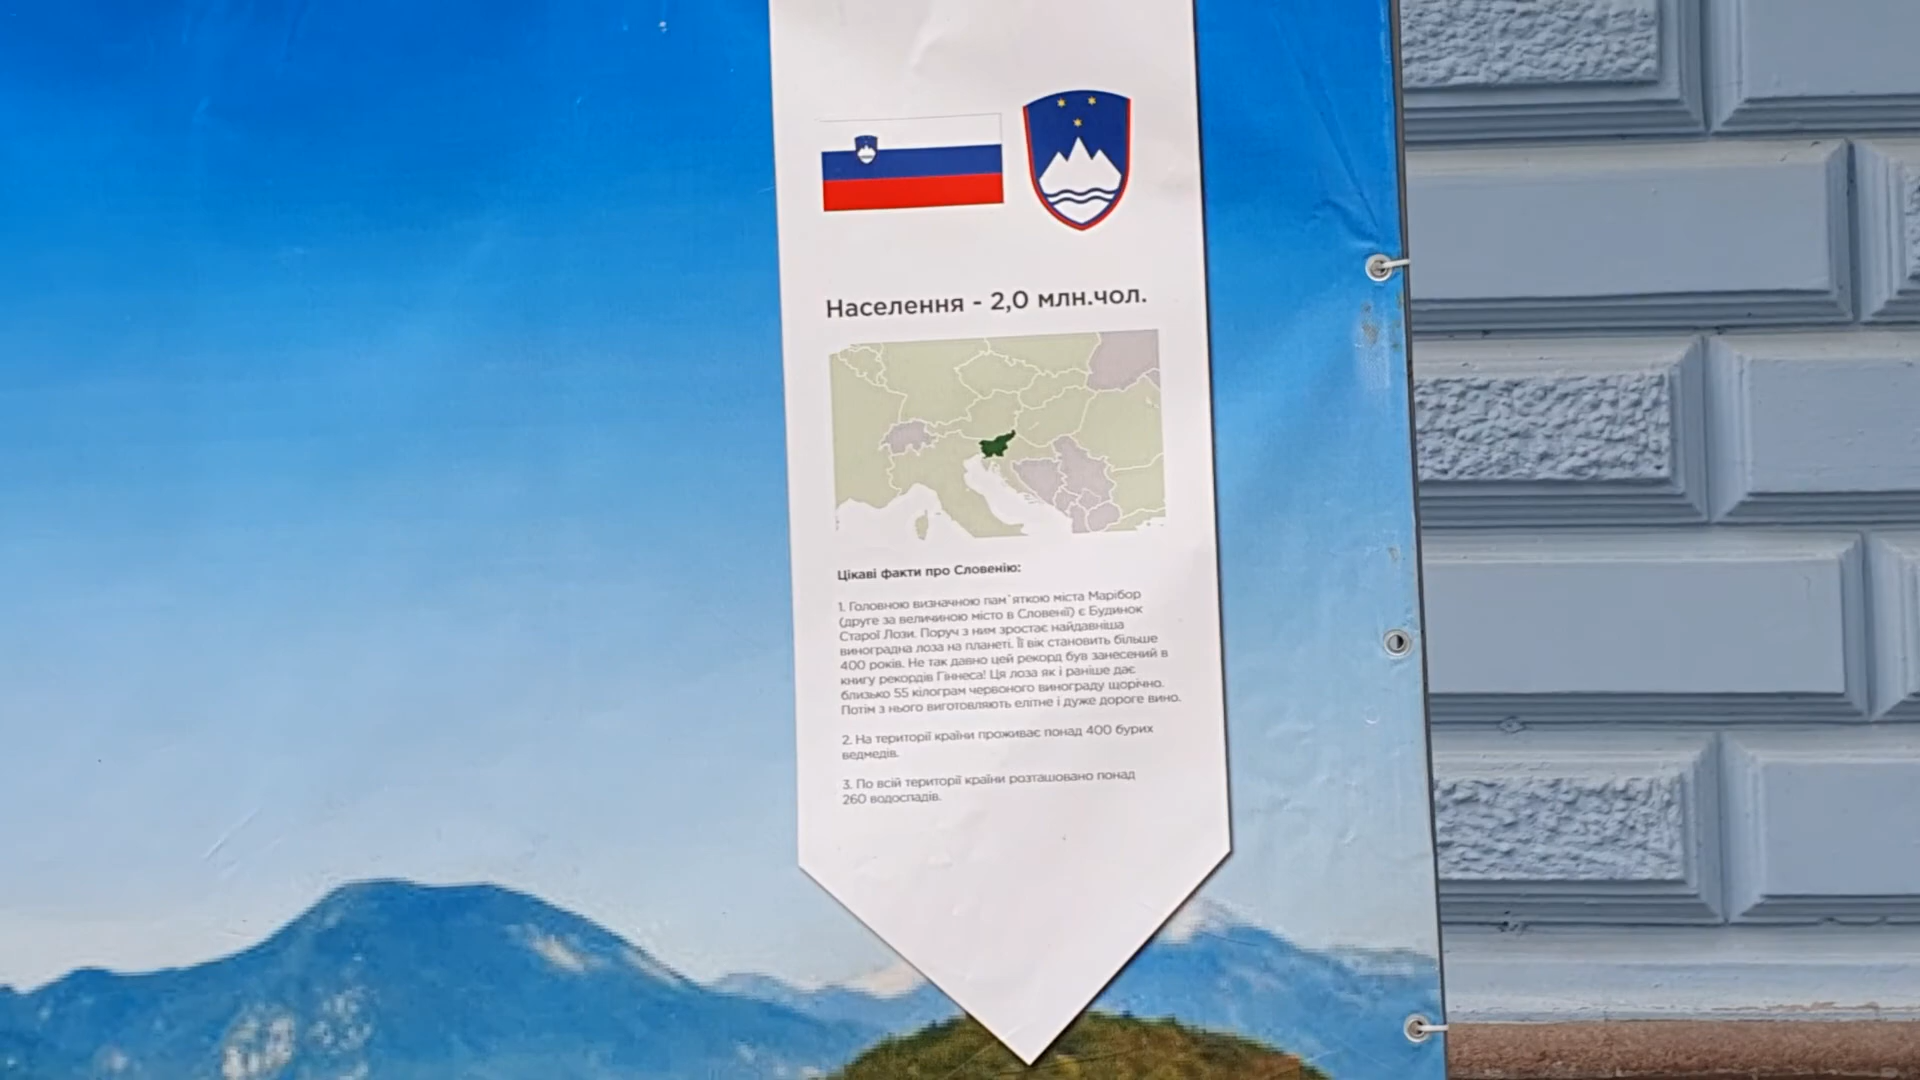 Населення - 2,0 млн.чол.
Цікаві факти про Словенію:
1. Головною визначною пам`яткою міста Марібор
(друге за величиною місто в Словенії) є Будинок
Старої Лози. Поруч з ним зростає найдавніша
виноградна лоза на планеті. Її вік становить більше
400 років. Не так давно цей рекорд був занесений в
книгу рекордів Гіннеса! Ця лоза як і раніше дає
близько 55 кілограм червоного винограду щорічно.
Потім з нього виготовляють елітне і дуже дороге вино.
2. На території країни проживає понад 400 бурих
ведмедів.
3. По всій території країни розташовано понад
260 водоспадів.